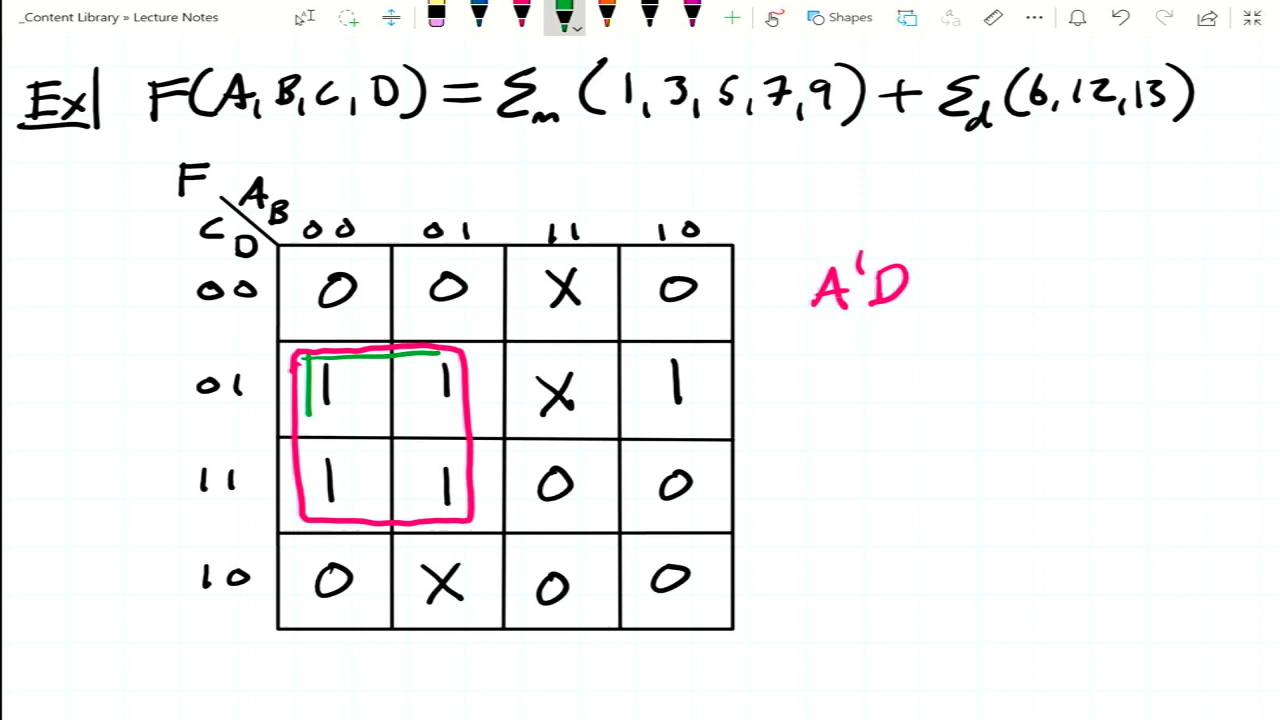 _Content Library » Lecture Notes
Shapes
Ex| F(A, B, C, D) = Σm (1, 3, 5, 7, 9) + Σd (6, 12, 13)
F
AB
CD 00 01 11 10
00 0 0 X 0
A'D
01 1 1 X 1
11 1 1 0 0
10 0 X 0 0